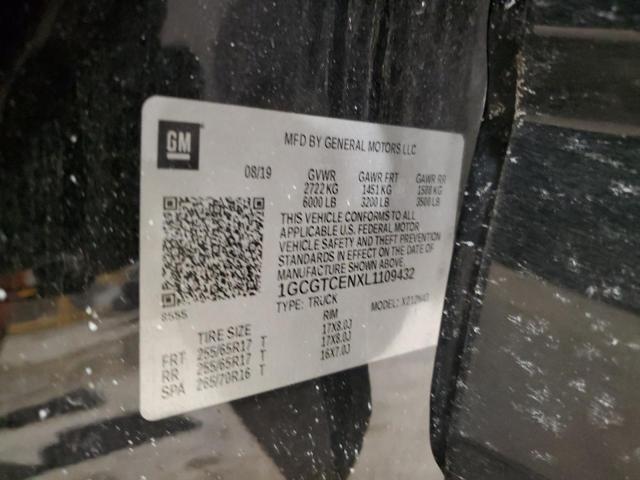 GM
MFD BY GENERAL MOTORS LLC
08/19 GVWR GAWR FRT GAWR RR
2722 KG 1451 KG 1588 KG
6000 LB 3200 LB 3500 LB
THIS VEHICLE CONFORMS TO ALL
APPLICABLE U.S. FEDERAL MOTOR
VEHICLE SAFETY AND THEFT PREVENTION
STANDARDS IN EFFECT ON THE DATE OF
MANUFACTURE SHOWN ABOVE.
1GCGTCENXL1109432
8555
TYPE: TRUCK MODEL:
TIRE SIZE RIM
FRT 255/65R17 T 17X8.0J
RR 255/65R17 T 17X8.0J
SPA 265/70R16 T 16X7.0J